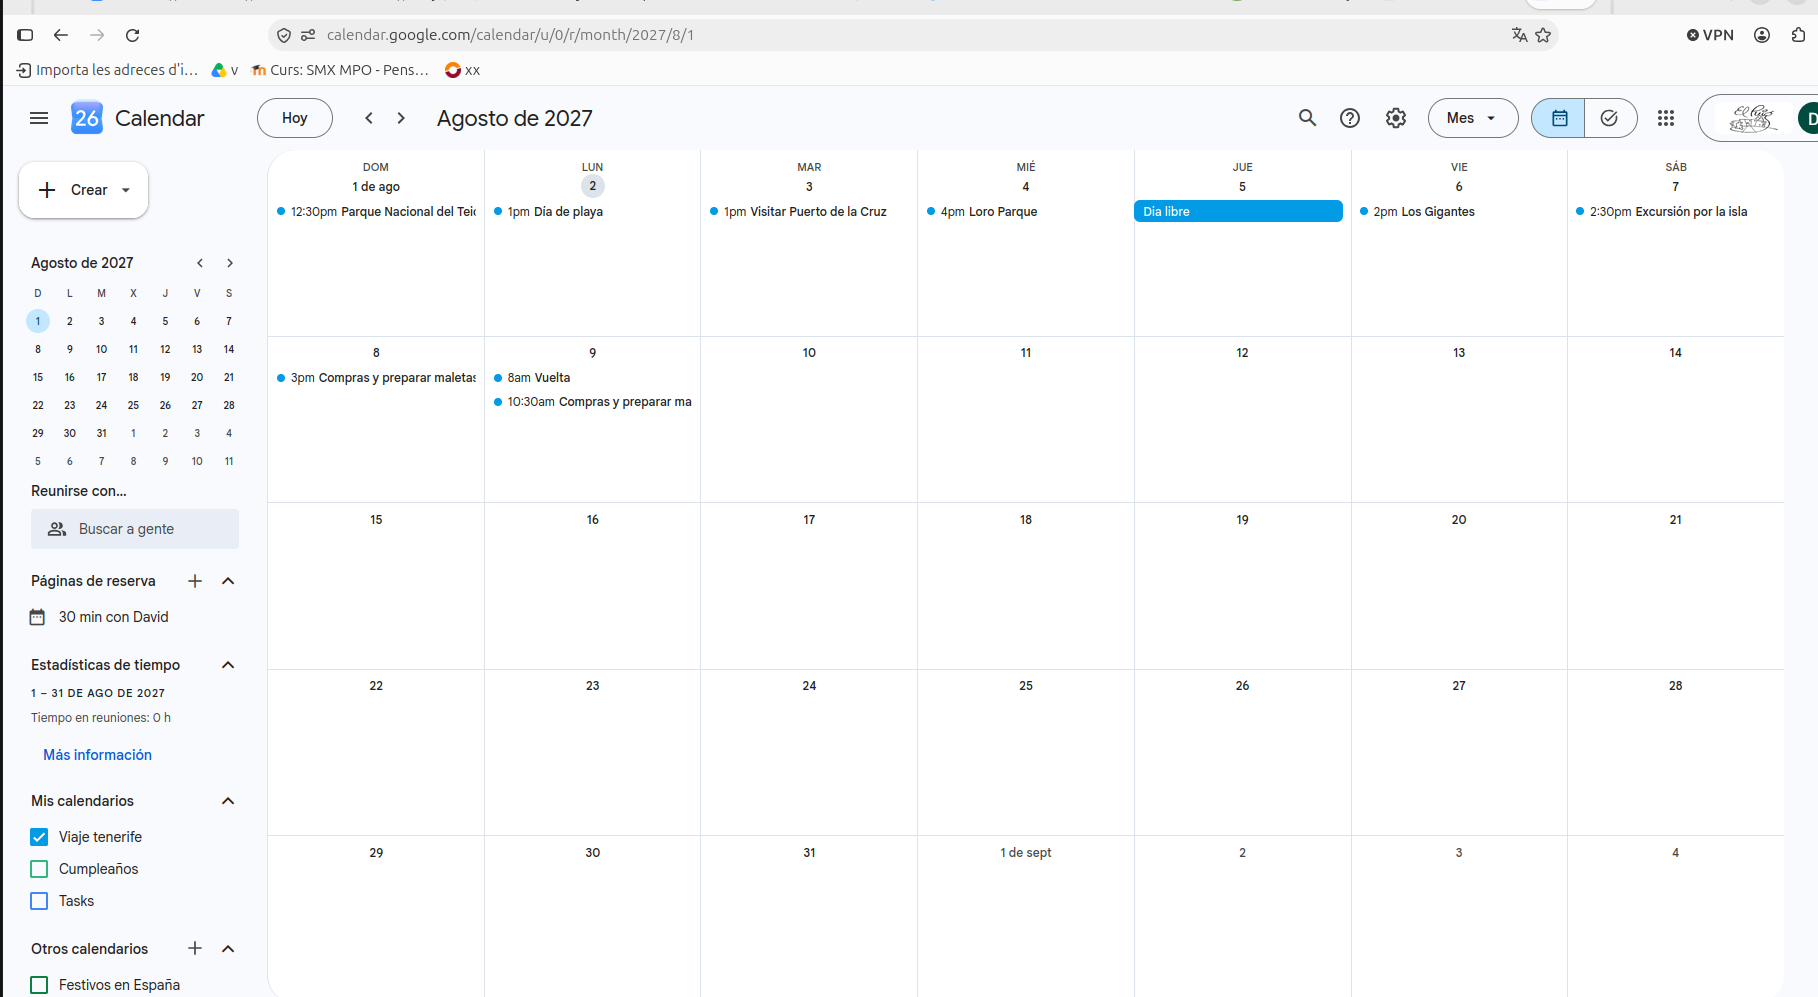 calendar.google.com/calendar/u/0/r/month/2027/8/1
VPN
Importa les adreces d'i...
v
Curs: SMX MPO - Pens...
xx
26
Calendar
Hoy
Agosto de 2027
Mes
D
Crear
Agosto de 2027
D L M X J V S
1 2 3 4 5 6 7
8 9 10 11 12 13 14
15 16 17 18 19 20 21
22 23 24 25 26 27 28
29 30 31 1 2 3 4
5 6 7 8 9 10 11
Reunirse con...
Buscar a gente
Páginas de reserva
30 min con David
Estadísticas de tiempo
1 – 31 DE AGO DE 2027
Tiempo en reuniones: 0 h
Más información
Mis calendarios
Viaje tenerife
Cumpleaños
Tasks
Otros calendarios
Festivos en España
DOM LUN MAR MIÉ JUE VIE SÁB
1 de ago 2 3 4 5 6 7
12:30pm Parque Nacional del Teic
1pm Día de playa
1pm Visitar Puerto de la Cruz
4pm Loro Parque
Dia libre
2pm Los Gigantes
2:30pm Excursión por la isla
8 9 10 11 12 13 14
3pm Compras y preparar maletas
8am Vuelta
10:30am Compras y preparar ma
15 16 17 18 19 20 21
22 23 24 25 26 27 28
29 30 31 1 de sept 2 3 4